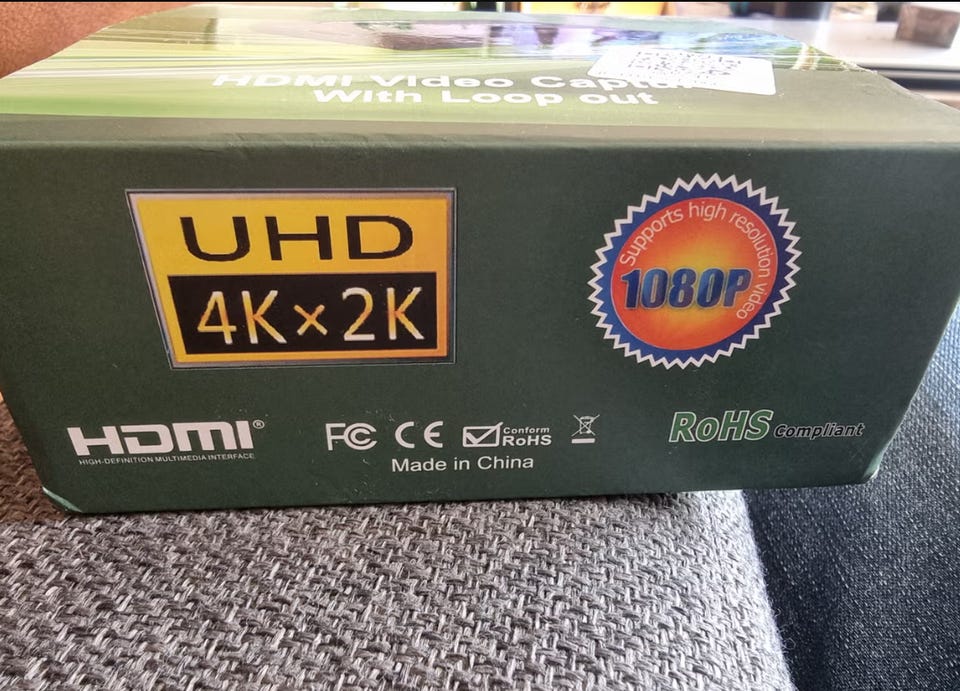 HDMI Video Capture
With Loop out
UHD
4K×2K
Supports high resolution video
1080P
HDMI®
HIGH-DEFINITION MULTIMEDIA INTERFACE
FC CE Conform RoHS
Made in China
RoHS Compliant